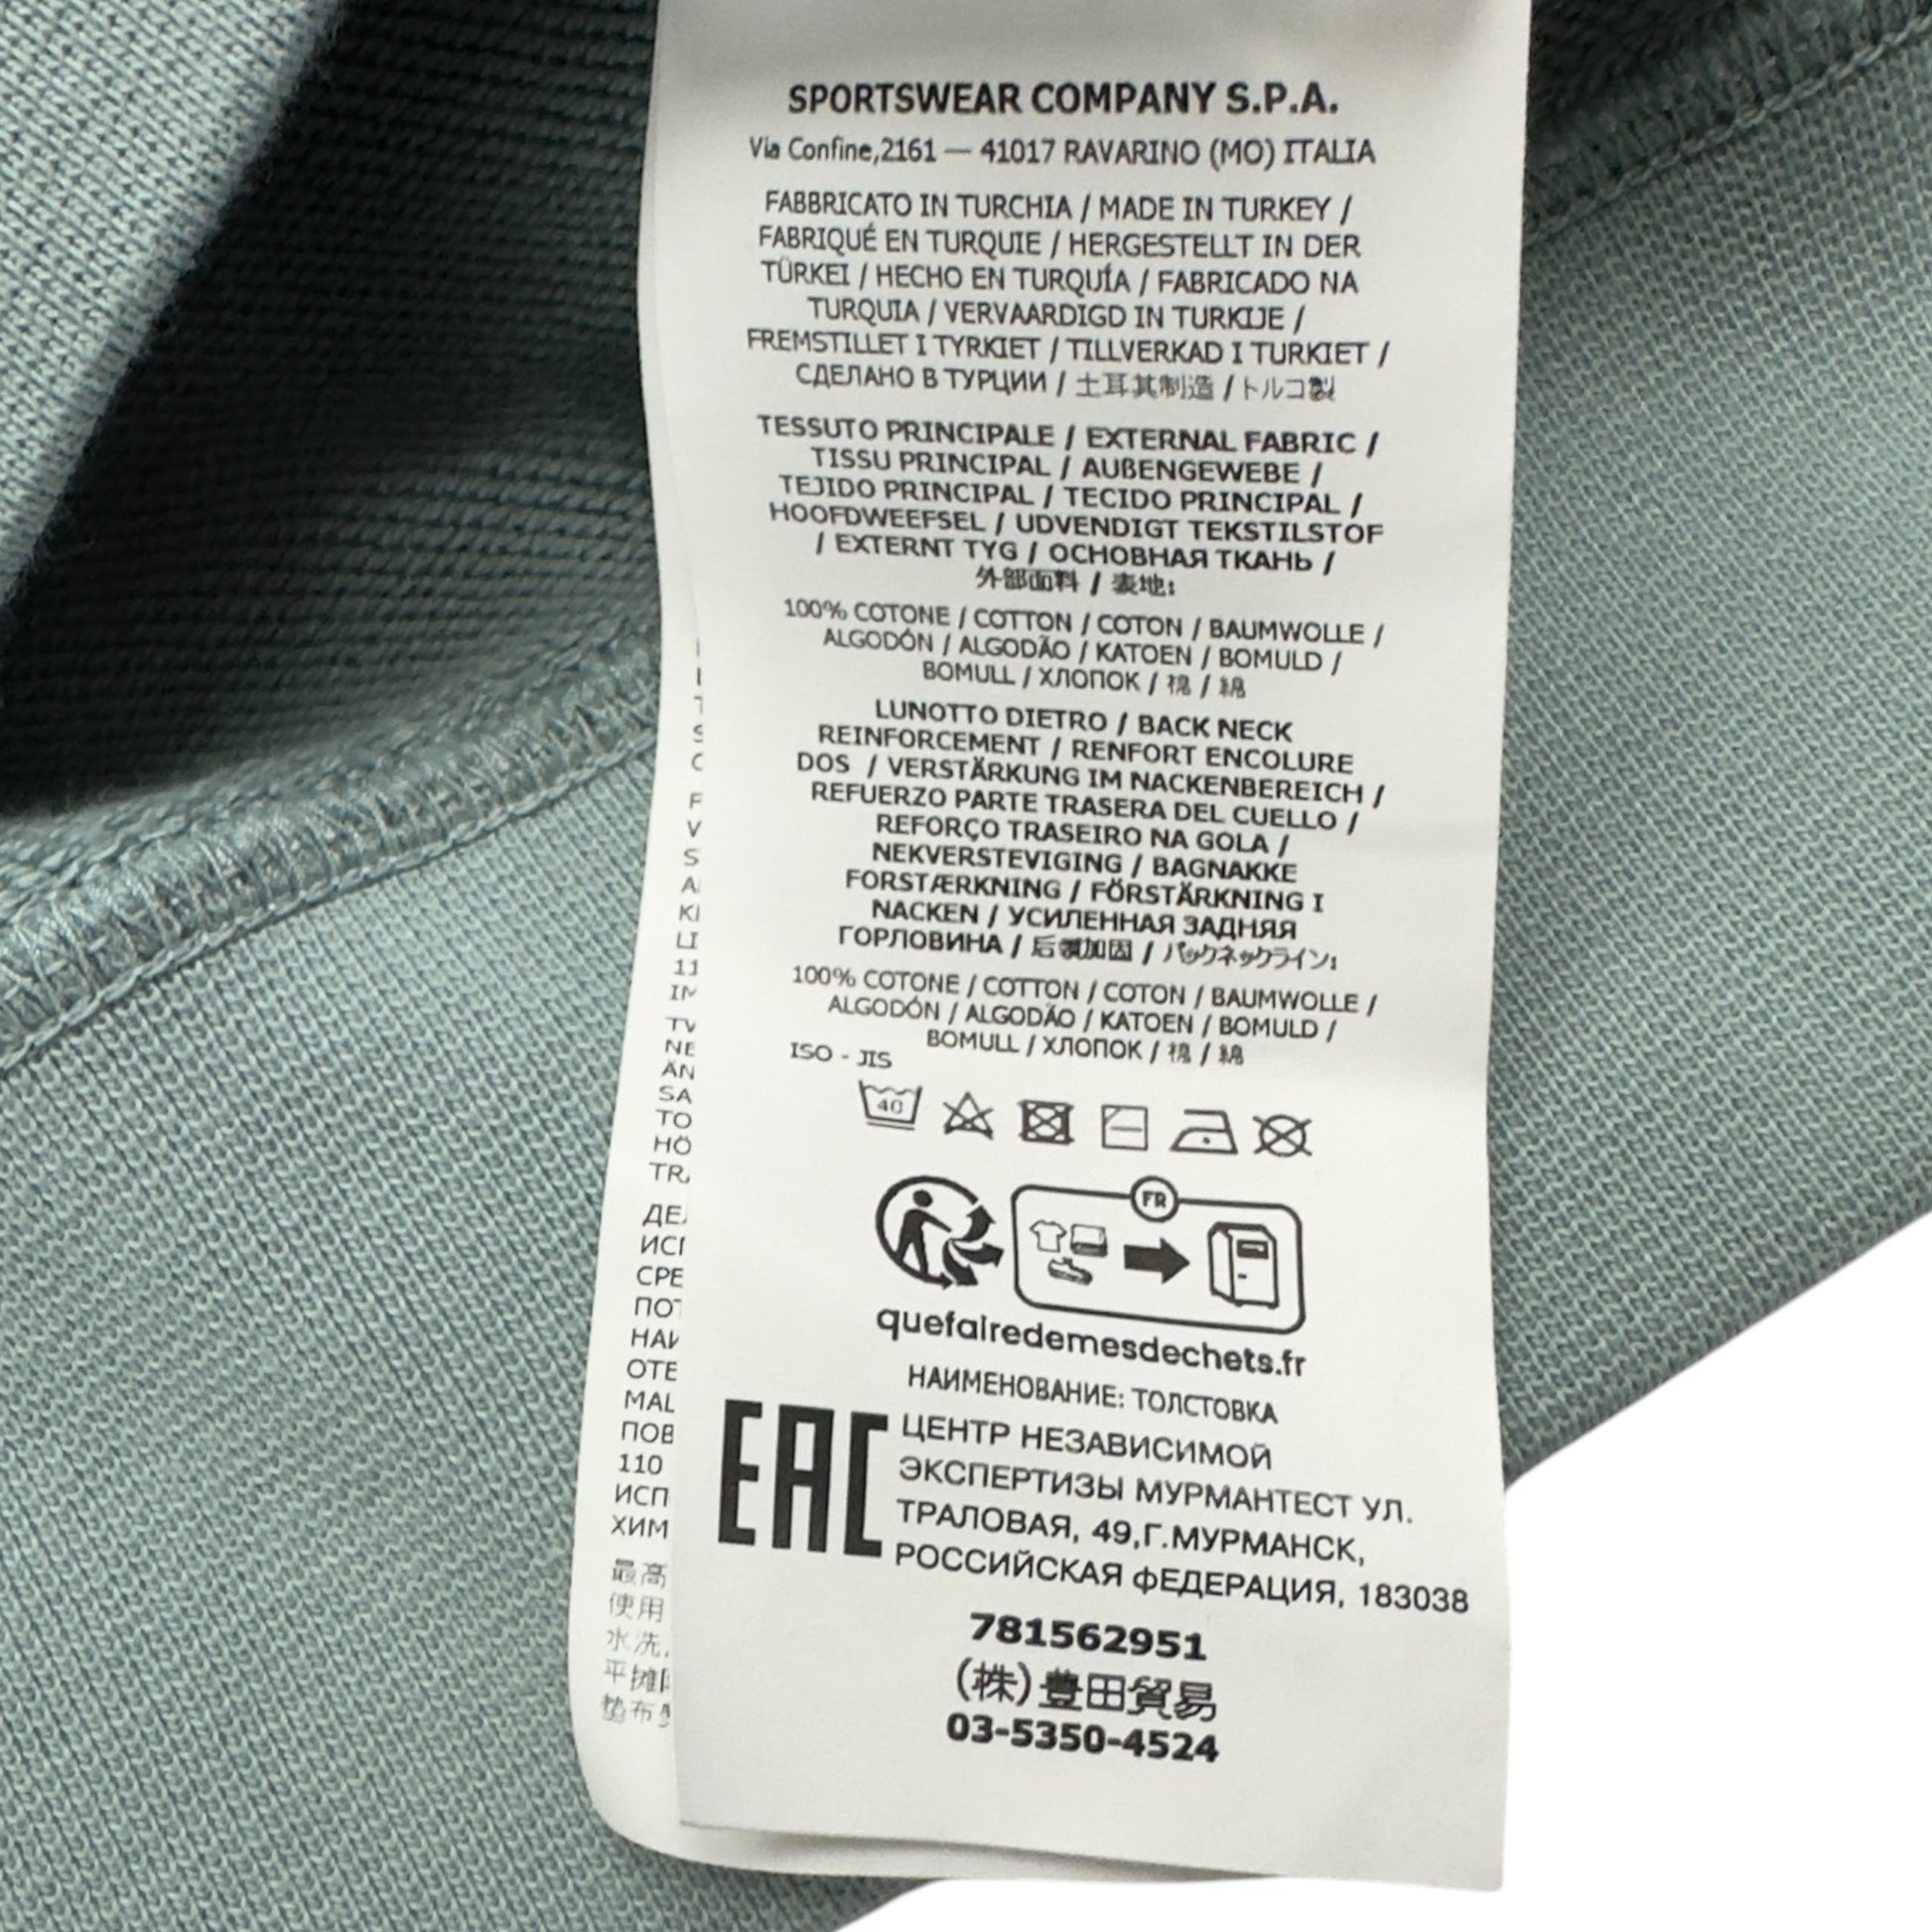 SPORTSWEAR COMPANY S.P.A.
Via Confine,2161 — 41017 RAVARINO (MO) ITALIA
FABBRICATO IN TURCHIA / MADE IN TURKEY /
FABRIQUÉ EN TURQUIE / HERGESTELLT IN DER
TÜRKEI / HECHO EN TURQUÍA / FABRICADO NA
TURQUIA / VERVAARDIGD IN TURKIJE /
FREMSTILLET I TYRKIET / TILLVERKAD I TURKIET /
СДЕЛАНО В ТУРЦИИ / 土耳其制造 / トルコ製
TESSUTO PRINCIPALE / EXTERNAL FABRIC /
TISSU PRINCIPAL / AUßENGEWEBE /
TEJIDO PRINCIPAL / TECIDO PRINCIPAL /
HOOFDWEEFSEL / UDVENDIGT TEKSTILSTOF
/ EXTERNT TYG / ОСНОВНАЯ ТКАНЬ /
外部面料 / 表地:
100% COTONE / COTTON / COTON / BAUMWOLLE /
ALGODÓN / ALGODÃO / KATOEN / BOMULD /
BOMULL / ХЛОПОК / 棉 / 綿
LUNOTTO DIETRO / BACK NECK
REINFORCEMENT / RENFORT ENCOLURE
DOS / VERSTÄRKUNG IM NACKENBEREICH /
REFUERZO PARTE TRASERA DEL CUELLO /
REFORÇO TRASEIRO NA GOLA /
NEKVERSTEVIGING / BAGNAKKE
FORSTÆRKNING / FÖRSTÄRKNING I
NACKEN / УСИЛЕННАЯ ЗАДНЯЯ
ГОРЛОВИНА / 后领加固 / バックネックライン:
100% COTONE / COTTON / COTON / BAUMWOLLE /
ALGODÓN / ALGODÃO / KATOEN / BOMULD /
BOMULL / ХЛОПОК / 棉 / 綿
ISO - JIS
40
FR
quefairedemesdechets.fr
НАИМЕНОВАНИЕ: ТОЛСТОВКА
EAC
ЦЕНТР НЕЗАВИСИМОЙ
ЭКСПЕРТИЗЫ МУРМАНТЕСТ УЛ.
ТРАЛОВАЯ, 49,Г.МУРМАНСК,
РОССИЙСКАЯ ФЕДЕРАЦИЯ, 183038
781562951
(株)豊田貿易
03-5350-4524